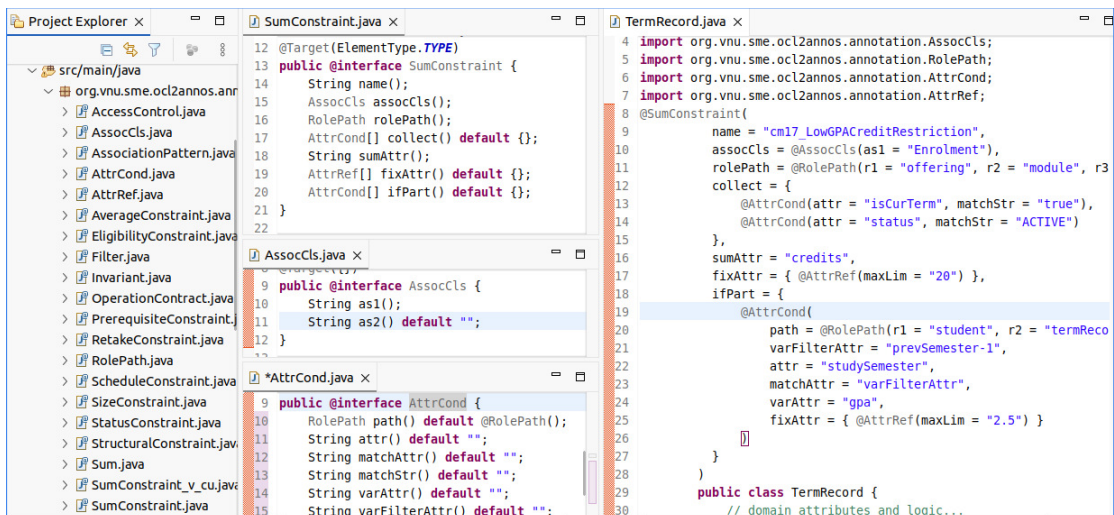 Project Explorer ×
src/main/java
org.vnu.sme.ocl2annos.ann
AccessControl.java
AssocCls.java
AssociationPattern.java
AttrCond.java
AttrRef.java
AverageConstraint.java
EligibilityConstraint.java
Filter.java
Invariant.java
OperationContract.java
PrerequisiteConstraint.j
RetakeConstraint.java
RolePath.java
ScheduleConstraint.java
SizeConstraint.java
StatusConstraint.java
StructuralConstraint.java
Sum.java
SumConstraint_v_cu.java
SumConstraint.java
SumConstraint.java ×
12 @Target(ElementType.TYPE)
13 public @interface SumConstraint {
14 String name();
15 AssocCls assocCls();
16 RolePath rolePath();
17 AttrCond[] collect() default {};
18 String sumAttr();
19 AttrRef[] fixAttr() default {};
20 AttrCond[] ifPart() default {};
21 }
22
AssocCls.java ×
8 @Target({})
9 public @interface AssocCls {
10 String as1();
11 String as2() default "";
12 }
13
*AttrCond.java ×
9 public @interface AttrCond {
10 RolePath path() default @RolePath();
11 String attr() default "";
12 String matchAttr() default "";
13 String matchStr() default "";
14 String varAttr() default "";
15 String varFilterAttr() default "";
TermRecord.java ×
4 import org.vnu.sme.ocl2annos.annotation.AssocCls;
5 import org.vnu.sme.ocl2annos.annotation.RolePath;
6 import org.vnu.sme.ocl2annos.annotation.AttrCond;
7 import org.vnu.sme.ocl2annos.annotation.AttrRef;
8 @SumConstraint(
9 name = "cm17_LowGPACreditRestriction",
10 assocCls = @AssocCls(as1 = "Enrolment"),
11 rolePath = @RolePath(r1 = "offering", r2 = "module", r3
12 collect = {
13 @AttrCond(attr = "isCurTerm", matchStr = "true"),
14 @AttrCond(attr = "status", matchStr = "ACTIVE")
15 },
16 sumAttr = "credits",
17 fixAttr = { @AttrRef(maxLim = "20") },
18 ifPart = {
19 @AttrCond(
20 path = @RolePath(r1 = "student", r2 = "termReco
21 varFilterAttr = "prevSemester-1",
22 attr = "studySemester",
23 matchAttr = "varFilterAttr",
24 varAttr = "gpa",
25 fixAttr = { @AttrRef(maxLim = "2.5") }
26 )
27 }
28 )
29 public class TermRecord {
30 // domain attributes and logic...